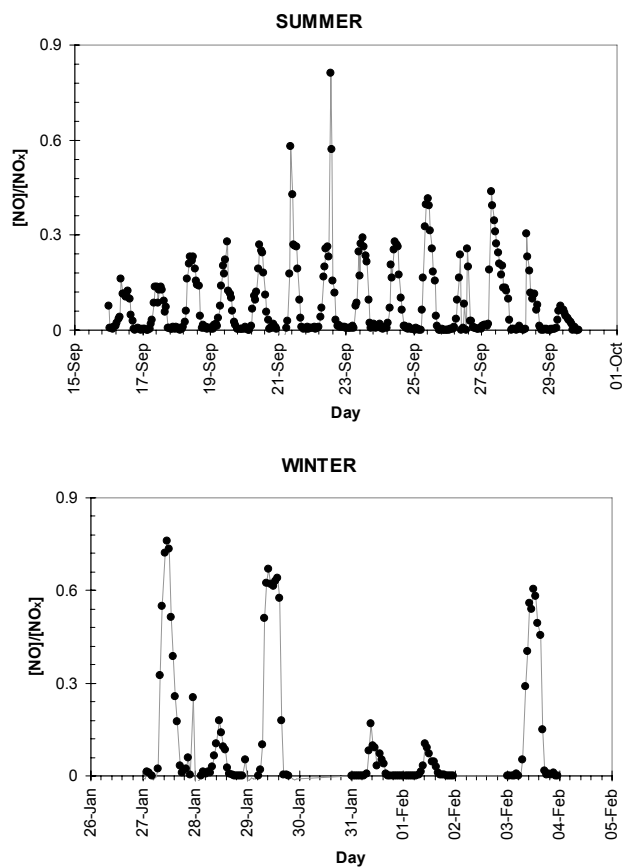 SUMMER
0.9
0.6
0.3
0
[NO]/[NOx]
15-Sep
17-Sep
19-Sep
21-Sep
23-Sep
25-Sep
27-Sep
29-Sep
01-Oct
Day
WINTER
0.9
0.6
0.3
0
[NO]/[NOx]
26-Jan
27-Jan
28-Jan
29-Jan
30-Jan
31-Jan
01-Feb
02-Feb
03-Feb
04-Feb
05-Feb
Day